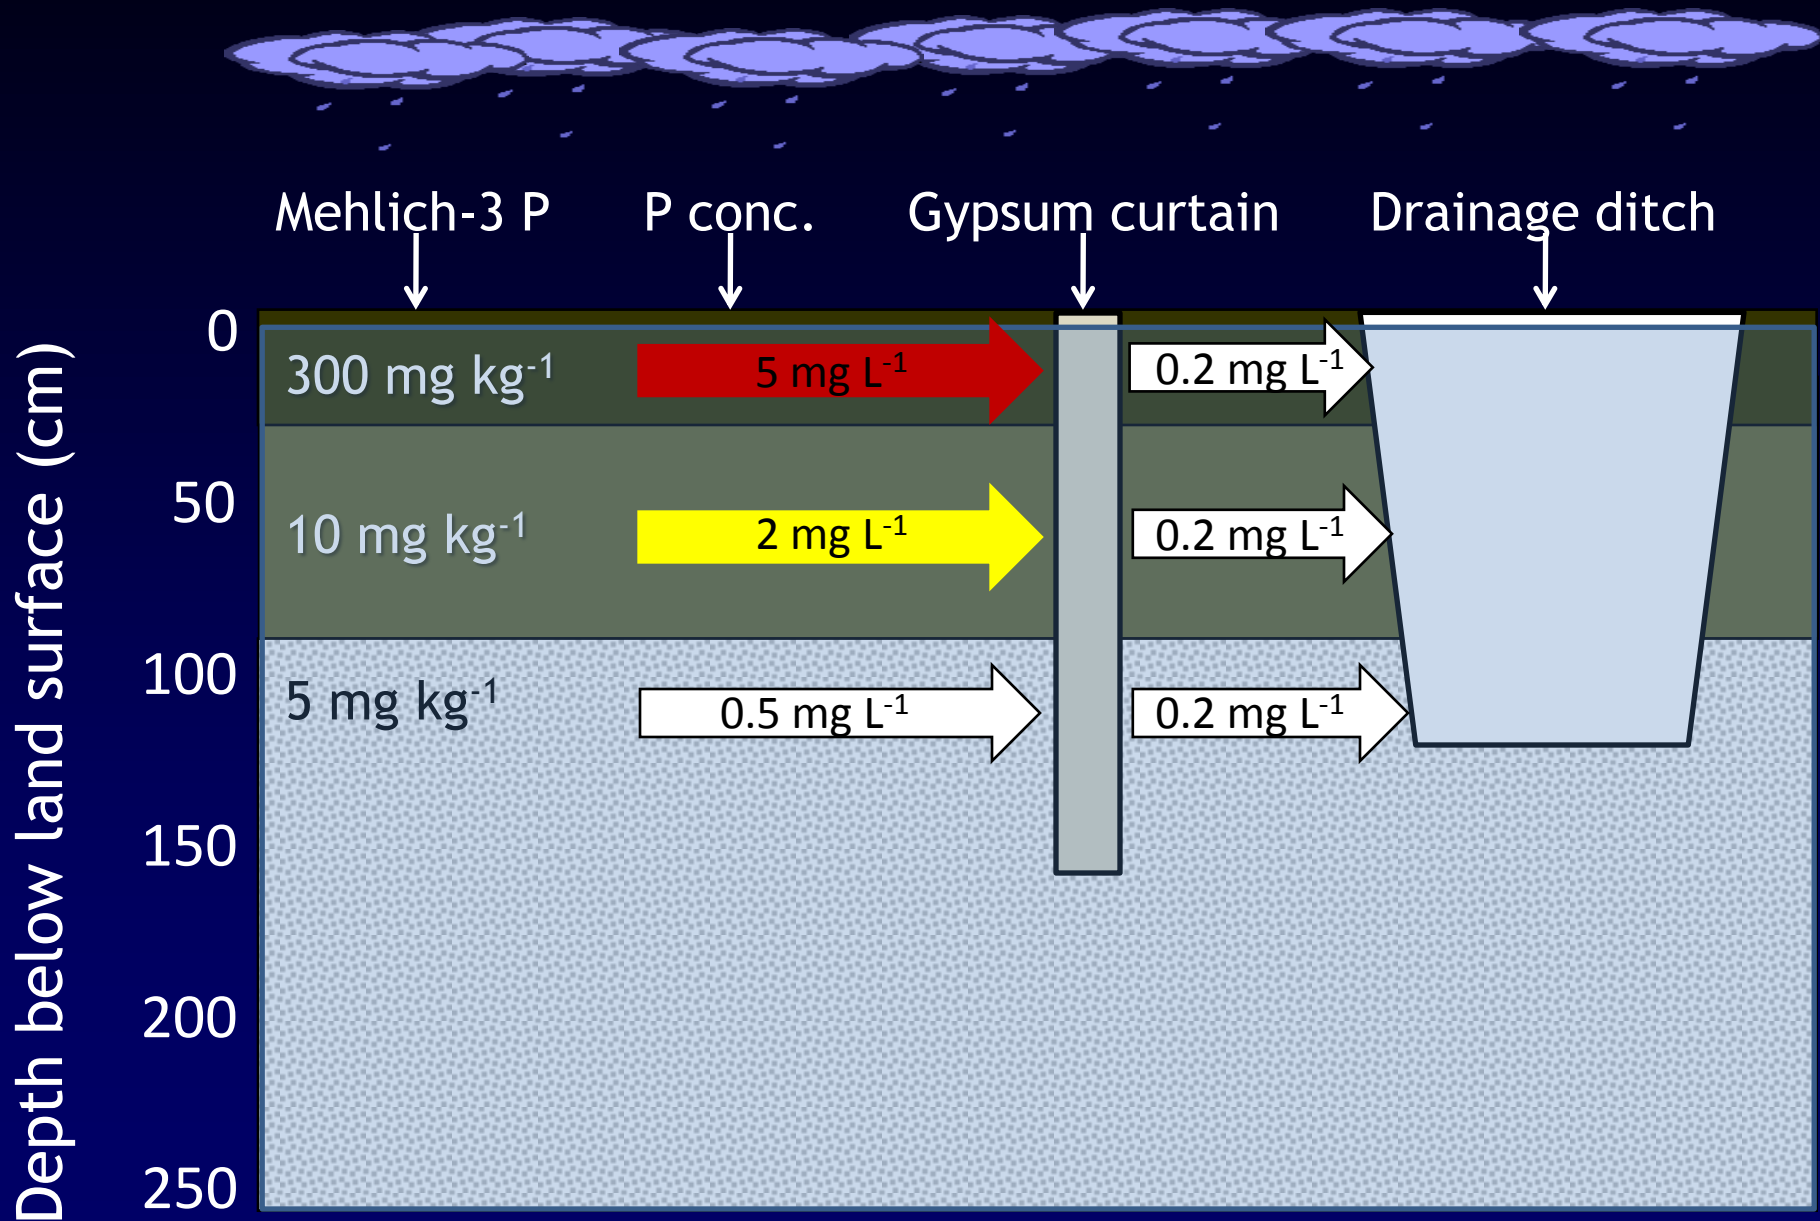 Mehlich-3 P P conc. Gypsum curtain Drainage ditch
Depth below land surface (cm)
0
300 mg kg⁻¹ 5 mg L⁻¹ 0.2 mg L⁻¹
50
10 mg kg⁻¹ 2 mg L⁻¹ 0.2 mg L⁻¹
100
5 mg kg⁻¹ 0.5 mg L⁻¹ 0.2 mg L⁻¹
150
200
250